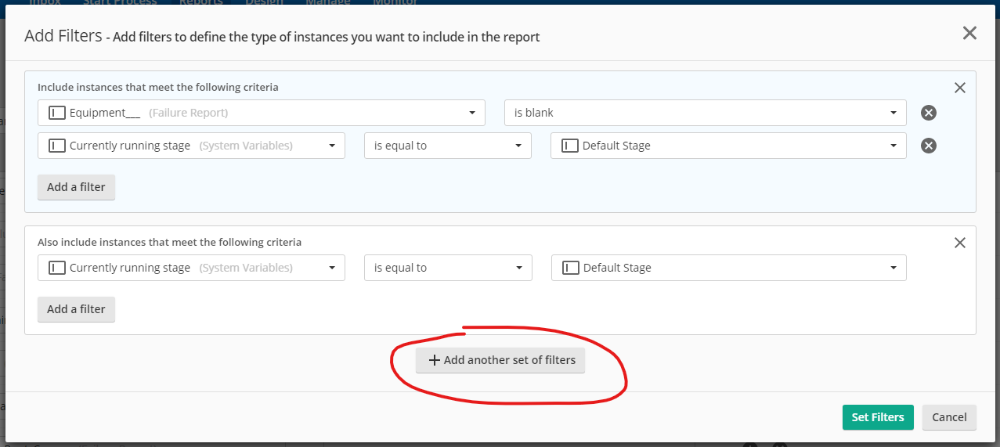 Inbox Start Process Reports Design Manage Monitor
Add Filters - Add filters to define the type of instances you want to include in the report
Include instances that meet the following criteria
Equipment___ (Failure Report) is blank
Currently running stage (System Variables) is equal to Default Stage
Add a filter
Also include instances that meet the following criteria
Currently running stage (System Variables) is equal to Default Stage
Add a filter
+ Add another set of filters
Set Filters Cancel